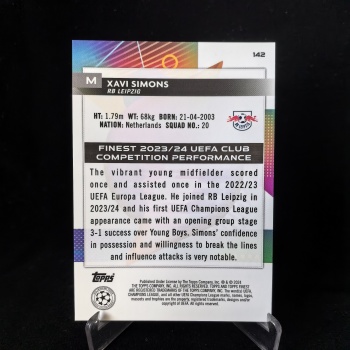 142
M
XAVI SIMONS
RB LEIPZIG
HT: 1.79m WT: 68kg BORN: 21-04-2003
NATION: Netherlands SQUAD NO.: 20
FINEST 2023/24 UEFA CLUB
COMPETITION PERFORMANCE
The vibrant young midfielder scored
once and assisted once in the 2022/23
UEFA Europa League. He joined RB Leipzig in
2023/24 and his first UEFA Champions League
appearance came with an opening group stage
3-1 success over Young Boys. Simons' confidence
in possession and willingness to break the lines
and influence attacks is very notable.
Topps
CHAMPIONS
LEAGUE